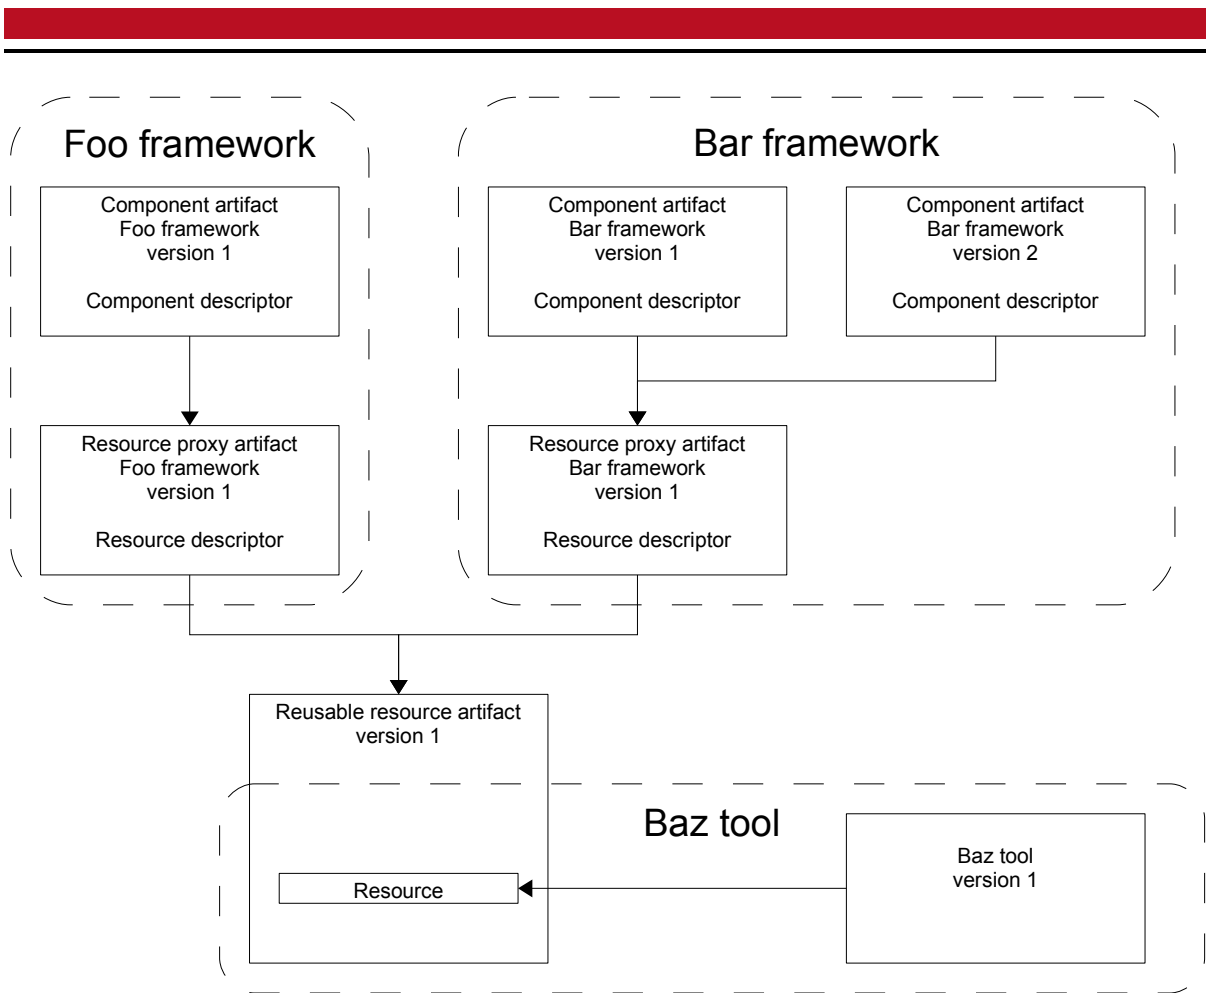 Foo framework
Bar framework
Component artifact
Foo framework
version 1
Component descriptor
Component artifact
Bar framework
version 1
Component descriptor
Component artifact
Bar framework
version 2
Component descriptor
Resource proxy artifact
Foo framework
version 1
Resource descriptor
Resource proxy artifact
Bar framework
version 1
Resource descriptor
Reusable resource artifact
version 1
Baz tool
Baz tool
version 1
Resource